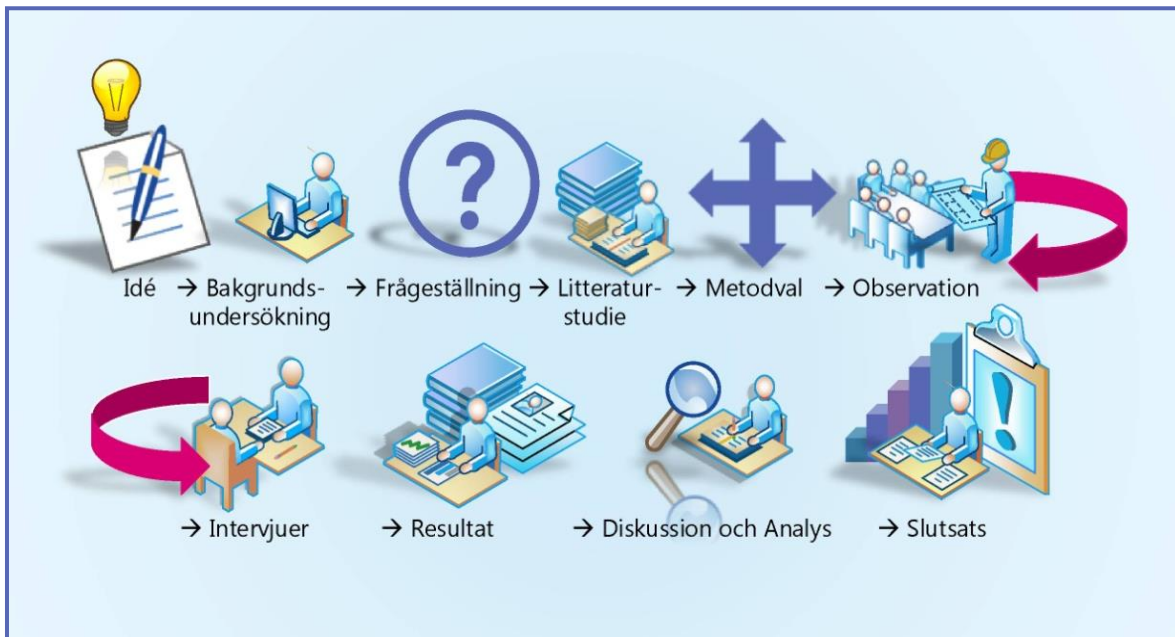 Idé → Bakgrunds- → Frågeställning → Litteratur- → Metodval → Observation
undersökning studie
→ Intervjuer → Resultat → Diskussion och Analys → Slutsats